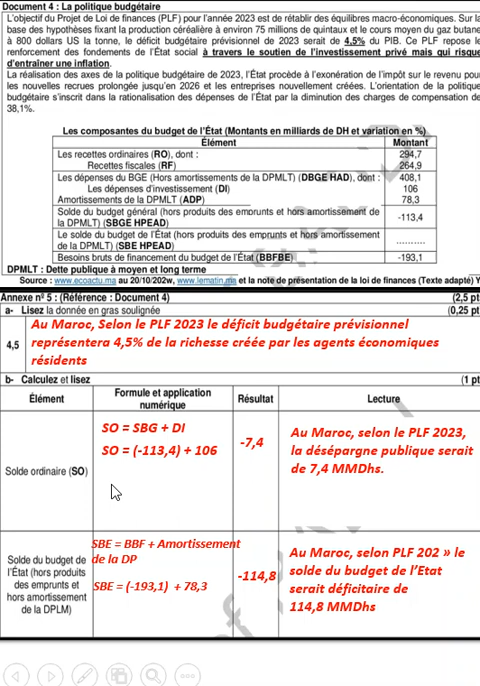 Document 4 : La politique budgétaire
L'objectif du Projet de Loi de finances (PLF) pour l'année 2023 est de rétablir des équilibres macro-économiques. Sur la
base des hypothèses fixant la production céréalière à environ 75 millions de quintaux et le cours moyen du gaz butane
à 800 dollars US la tonne, le déficit budgétaire prévisionnel de 2023 serait de 4,5% du PIB. Ce PLF repose le
renforcement des fondements de l'État social à travers le soutien de l'investissement privé mais qui risque
d'entraîner une inflation.
La réalisation des axes de la politique budgétaire de 2023, l'État procède à l'exonération de l'impôt sur le revenu pour
les nouvelles recrues prolongée jusqu'en 2026 et les entreprises nouvellement créées. L'orientation de la politique
budgétaire s'inscrit dans la rationalisation des dépenses de l'État par la diminution des charges de compensation de
38,1%.
Les composantes du budget de l'État (Montants en milliards de DH et variation en %)
Élément Montant
Les recettes ordinaires (RO), dont : 294,7
Recettes fiscales (RF) 264,9
Les dépenses du BGE (Hors amortissements de la DPMLT) (DBGE HAD), dont : 408,1
Les dépenses d'investissement (DI) 106
Amortissements de la DPMLT (ADP) 78,3
Solde du budget général (hors produits des emprunts et hors amortissement de
la DPMLT) (SBGE HPEAD) -113,4
Le solde du budget de l'État (hors produits des emprunts et hors amortissement
de la DPMLT) (SBE HPEAD) ..........
Besoins bruts de financement du budget de l'État (BBFBE) -193,1
DPMLT : Dette publique à moyen et long terme
Source : www.ecoactu.ma au 20/10/202w, www.lematin.ma et la note de présentation de la loi de finances (Texte adapté)
Annexe nº 5 : (Référence : Document 4) (2,5 pt
a- Lisez la donnée en gras soulignée (0,25 pt
4,5 Au Maroc, Selon le PLF 2023 le déficit budgétaire prévisionnel
représentera 4,5% de la richesse créée par les agents économiques
résidents
b- Calculez et lisez (1 pt
Élément Formule et application numérique Résultat Lecture
Solde ordinaire (SO)
SO = SBG + DI
SO = (-113,4) + 106
-7,4
Au Maroc, selon le PLF 2023,
la désépargne publique serait
de 7,4 MMDhs.
Solde du budget de
l'État (hors produits
des emprunts et
hors amortissement
de la DPLM)
SBE = BBF + Amortissement
de la DP
SBE = (-193,1) + 78,3
-114,8
Au Maroc, selon PLF 202 » le
solde du budget de l'Etat
serait déficitaire de
114,8 MMDhs